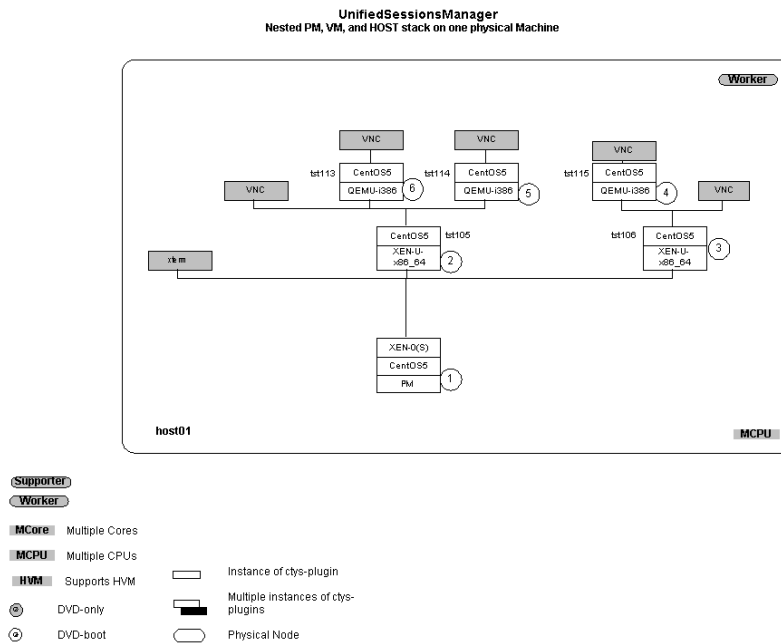 UnifiedSessionsManager
Nested PM, VM, and HOST stack on one physical Machine
Worker
VNC
VNC
VNC
tst113
CentOS5
tst114
CentOS5
tst115
CentOS5
VNC
QEMU-i386
6
QEMU-i386
5
QEMU-i386
4
VNC
CentOS5
tst105
tst106
CentOS5
xterm
XEN-U-
x86_64
2
XEN-U-
x86_64
3
XEN-0(S)
CentOS5
PM
1
host01
MCPU
Supporter
Worker
MCore Multiple Cores
MCPU Multiple CPUs
HVM Supports HVM
DVD-only
DVD-boot
Instance of ctys-plugin
Multiple instances of ctys-
plugins
Physical Node